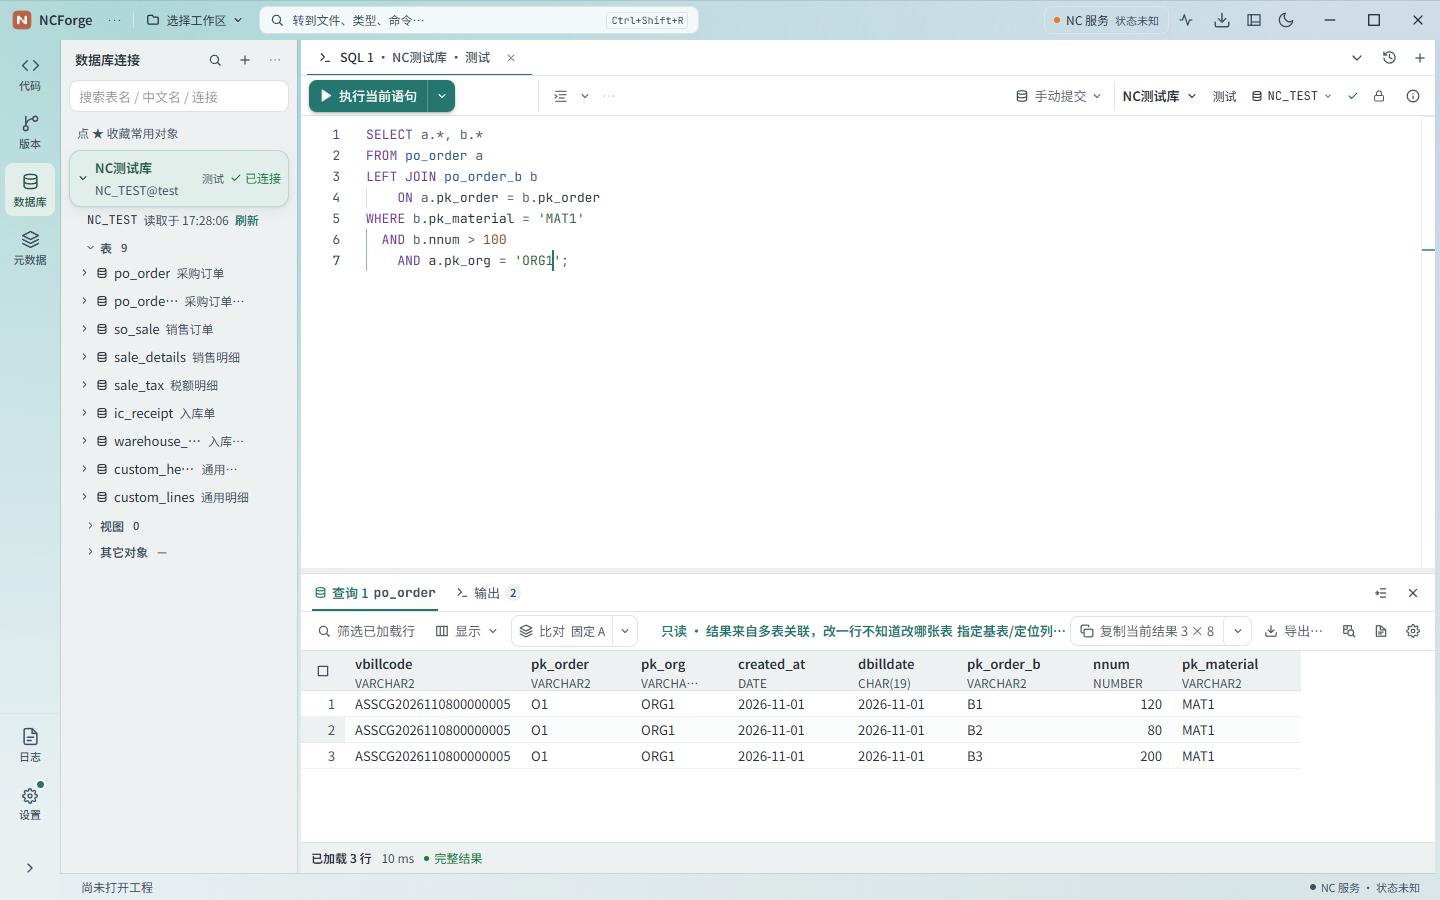 NCForge ··· 选择工作区 转到文件、类型、命令··· Ctrl+Shift+R NC 服务 状态未知
代码
版本
数据库
元数据
日志
设置
数据库连接 ···
搜索表名 / 中文名 / 连接
点 ★ 收藏常用对象
NC测试库
NC_TEST@test 测试 已连接
NC_TEST 读取于 17:28:06 刷新
表 9
po_order 采购订单
po_orde··· 采购订单···
so_sale 销售订单
sale_details 销售明细
sale_tax 税额明细
ic_receipt 入库单
warehouse_··· 入库···
custom_he··· 通用···
custom_lines 通用明细
视图 0
其它对象 —
SQL 1 • NC测试库 • 测试
执行当前语句 ··· 手动提交 NC测试库 测试 NC_TEST
1 SELECT a.*, b.*
2 FROM po_order a
3 LEFT JOIN po_order_b b
4 ON a.pk_order = b.pk_order
5 WHERE b.pk_material = 'MAT1'
6 AND b.nnum > 100
7 AND a.pk_org = 'ORG1';
查询 1 po_order 输出 2
筛选已加载行 显示 比对 固定 A 只读 • 结果来自多表关联，改一行不知道改哪张表 指定基表/定位列··· 复制当前结果 3 × 8 导出···
vbillcode pk_order pk_org created_at dbilldate pk_order_b nnum pk_material
VARCHAR2 VARCHAR2 VARCHA··· DATE CHAR(19) VARCHAR2 NUMBER VARCHAR2
1 ASSCG2026110800000005 O1 ORG1 2026-11-01 2026-11-01 B1 120 MAT1
2 ASSCG2026110800000005 O1 ORG1 2026-11-01 2026-11-01 B2 80 MAT1
3 ASSCG2026110800000005 O1 ORG1 2026-11-01 2026-11-01 B3 200 MAT1
已加载 3 行 10 ms 完整结果
尚未打开工程 NC 服务 • 状态未知